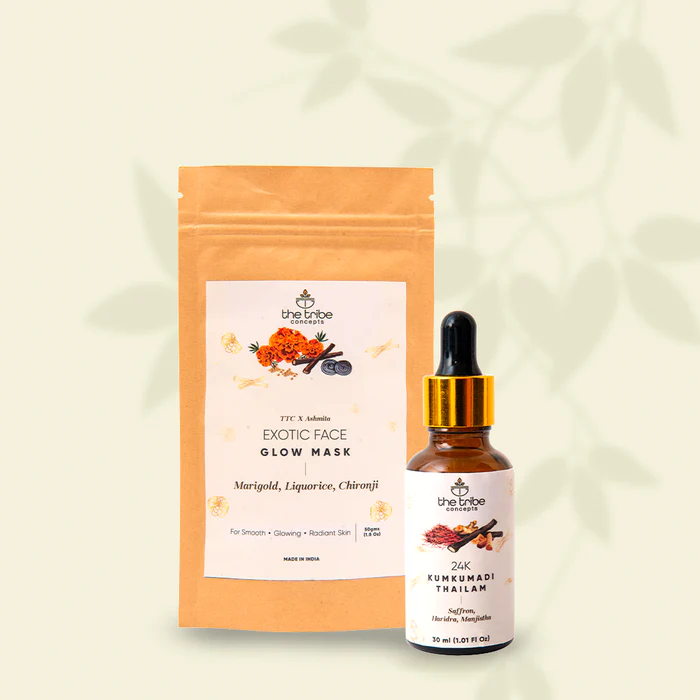 the tribe
concepts
TTC X Ashmita
EXOTIC FACE
GLOW MASK
Marigold, Liquorice, Chironji
For Smooth • Glowing • Radiant Skin
50gms
(1.8 Oz)
MADE IN INDIA
the tribe
concepts
24K
KUMKUMADI
THAILAM
Saffron,
Haridra, Manjistha
30 ml (1.01 Fl Oz)